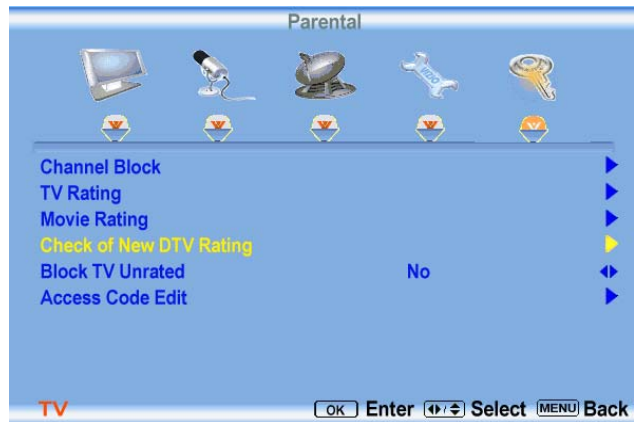 Parental
VIZIO
Channel Block
TV Rating
Movie Rating
Check of New DTV Rating
Block TV Unrated No
Access Code Edit
TV OK Enter Select MENU Back